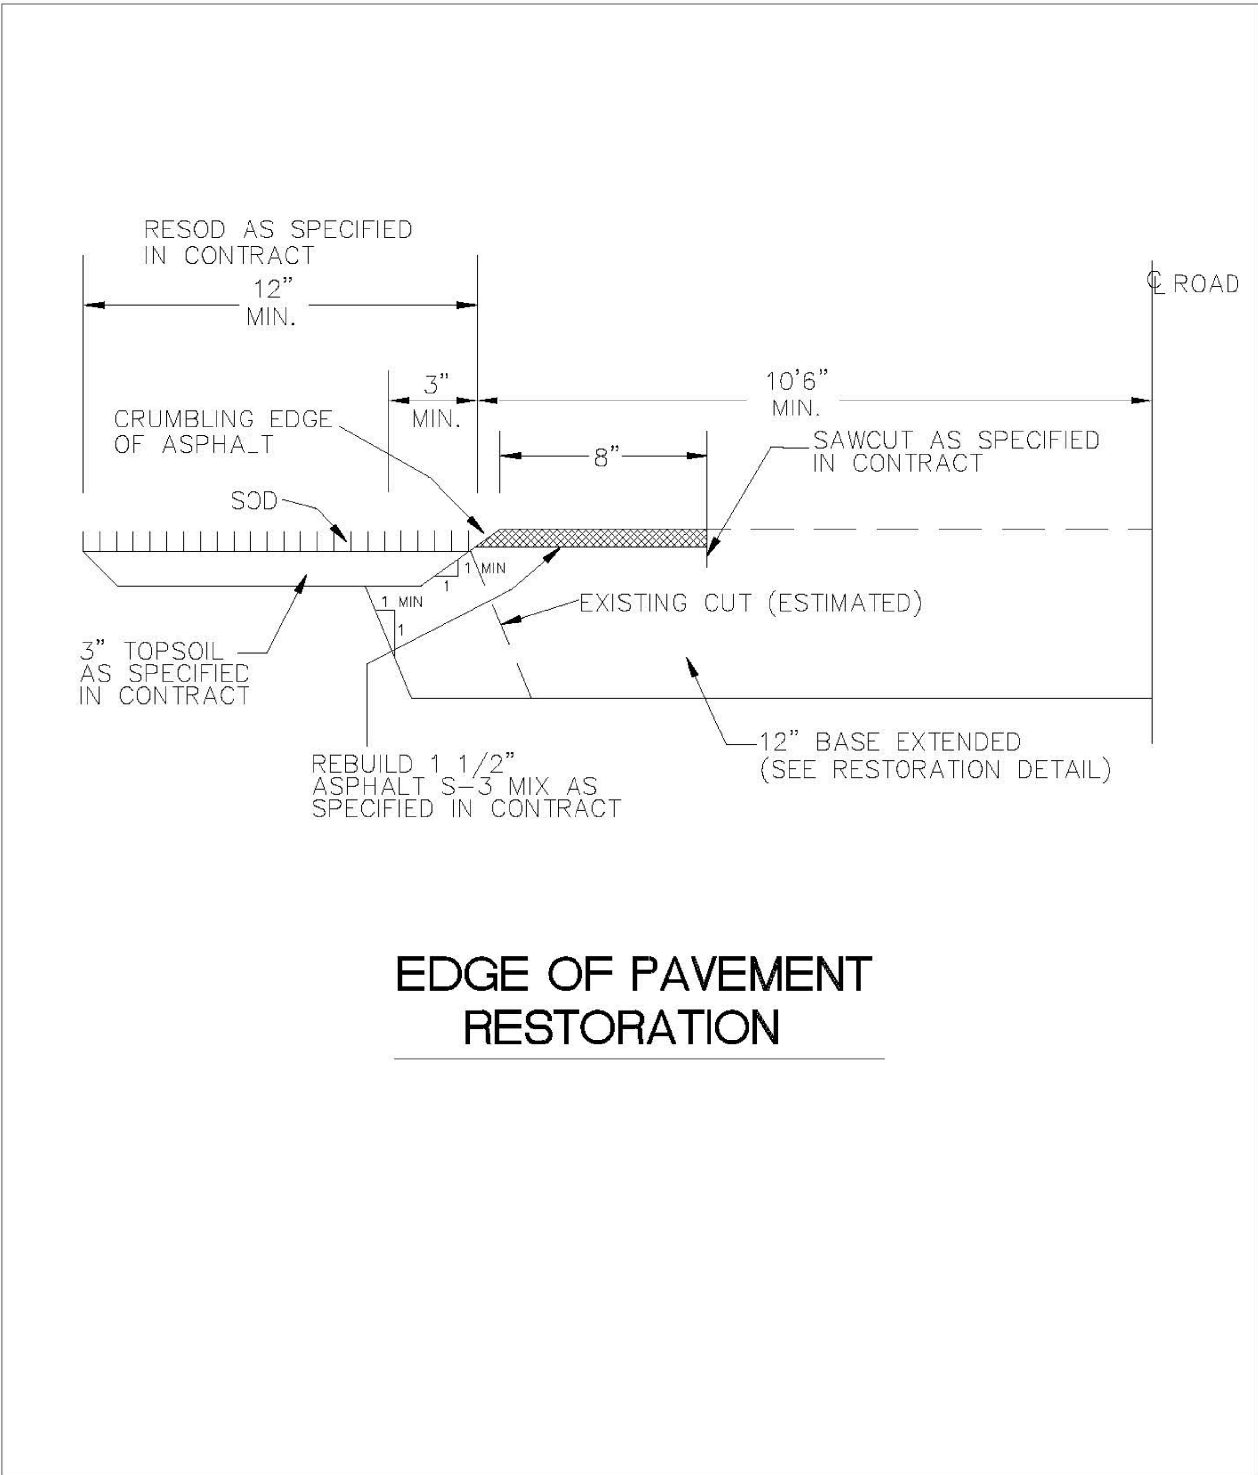 RESOD AS SPECIFIED
IN CONTRACT
12"
MIN.
℄ ROAD
3"
MIN.
10'6"
MIN.
CRUMBLING EDGE
OF ASPHALT
8"
SAWCUT AS SPECIFIED
IN CONTRACT
SOD
1 MIN
1
1 MIN
1
EXISTING CUT (ESTIMATED)
3" TOPSOIL
AS SPECIFIED
IN CONTRACT
12" BASE EXTENDED
(SEE RESTORATION DETAIL)
REBUILD 1 1/2"
ASPHALT S-3 MIX AS
SPECIFIED IN CONTRACT
EDGE OF PAVEMENT
RESTORATION